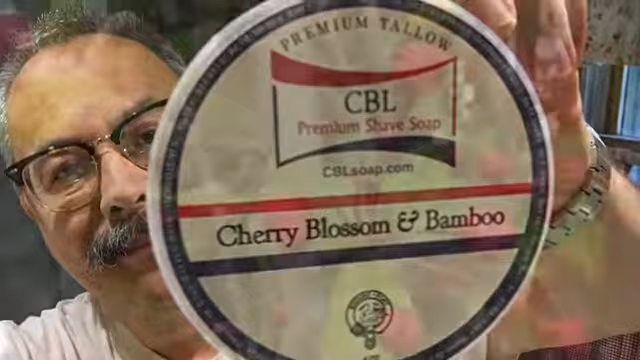 PREMIUM TALLOW
CBL
Premium Shave Soap
CBLsoap.com
Cherry Blossom & Bamboo